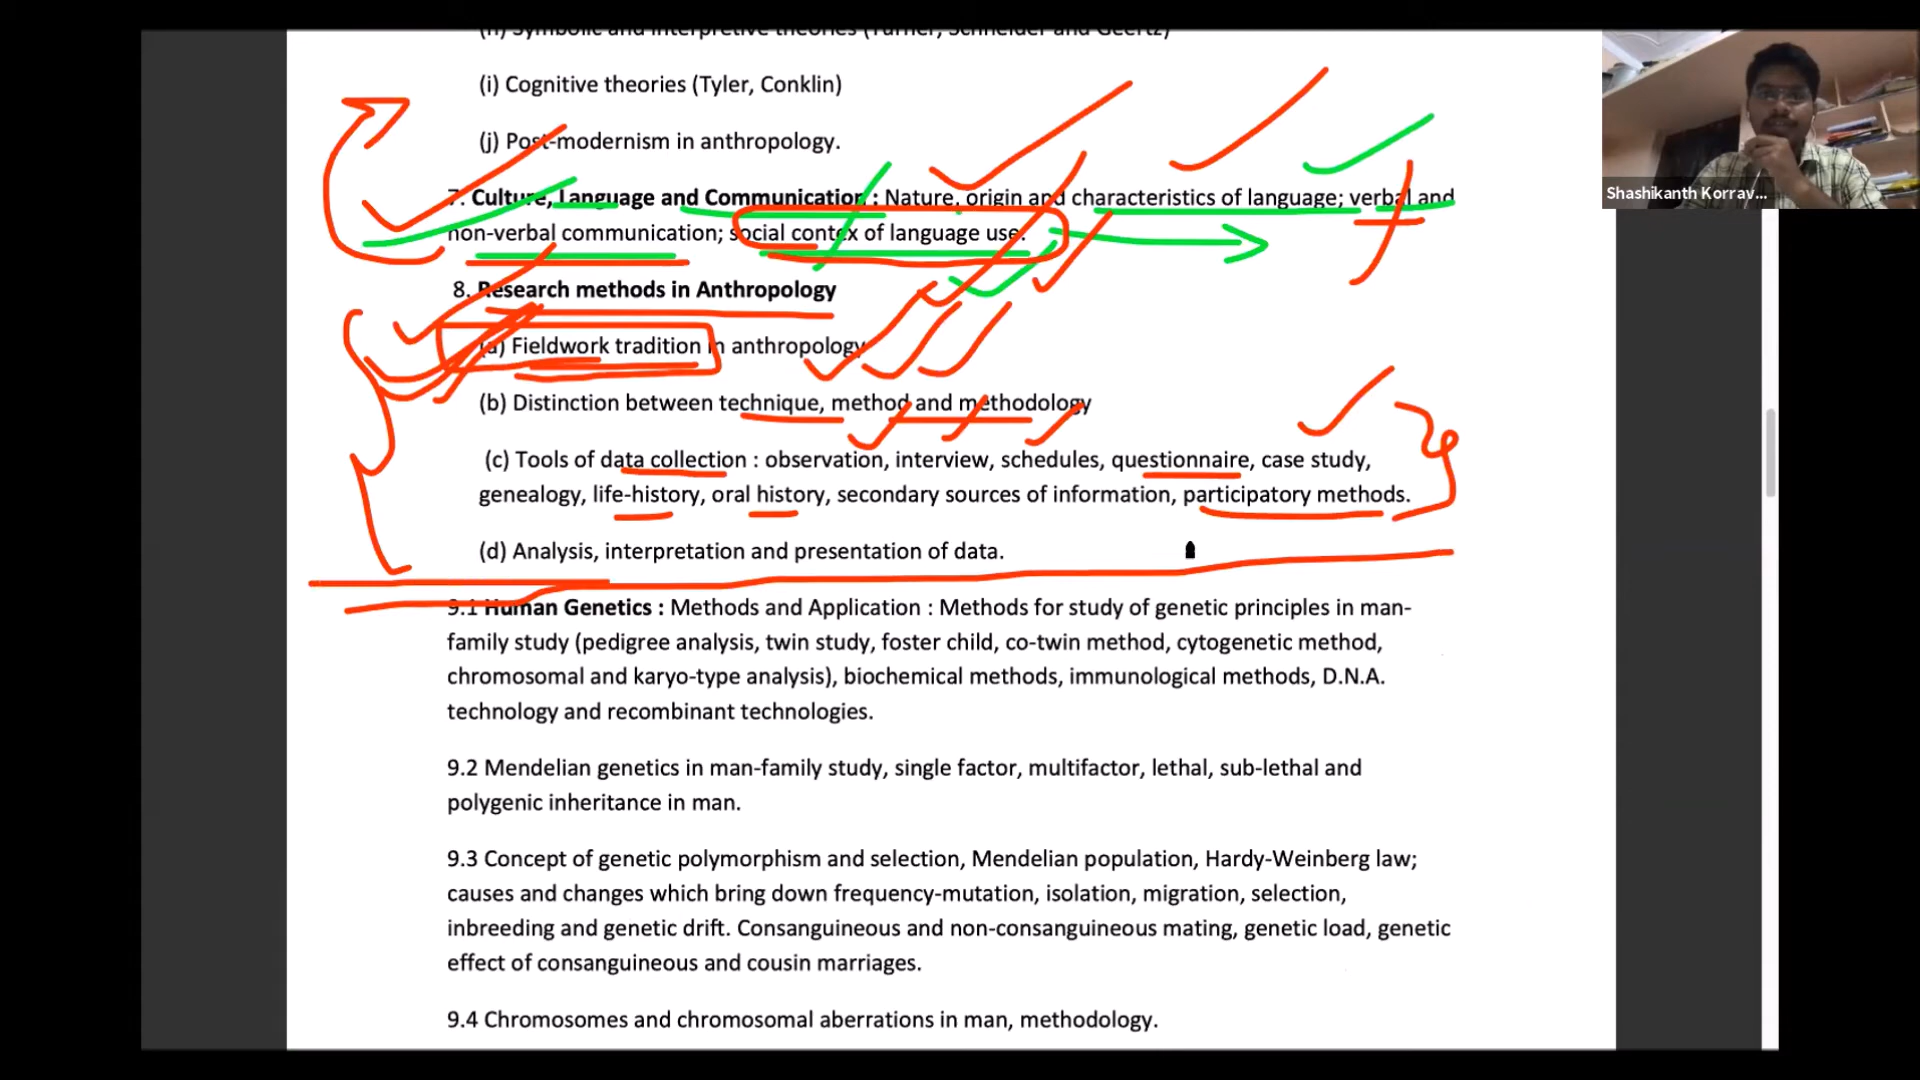 (h) Symbolic and interpretive theories (Turner, Schneider and Geertz)
(i) Cognitive theories (Tyler, Conklin)
(j) Post-modernism in anthropology.
7. Culture, Language and Communication : Nature, origin and characteristics of language; verbal and
non-verbal communication; social contex of language use.
8. Research methods in Anthropology
(a) Fieldwork tradition in anthropology
(b) Distinction between technique, method and methodology
(c) Tools of data collection : observation, interview, schedules, questionnaire, case study,
genealogy, life-history, oral history, secondary sources of information, participatory methods.
(d) Analysis, interpretation and presentation of data.
9.1 Human Genetics : Methods and Application : Methods for study of genetic principles in man-
family study (pedigree analysis, twin study, foster child, co-twin method, cytogenetic method,
chromosomal and karyo-type analysis), biochemical methods, immunological methods, D.N.A.
technology and recombinant technologies.
9.2 Mendelian genetics in man-family study, single factor, multifactor, lethal, sub-lethal and
polygenic inheritance in man.
9.3 Concept of genetic polymorphism and selection, Mendelian population, Hardy-Weinberg law;
causes and changes which bring down frequency-mutation, isolation, migration, selection,
inbreeding and genetic drift. Consanguineous and non-consanguineous mating, genetic load, genetic
effect of consanguineous and cousin marriages.
9.4 Chromosomes and chromosomal aberrations in man, methodology.
Shashikanth Korrav...